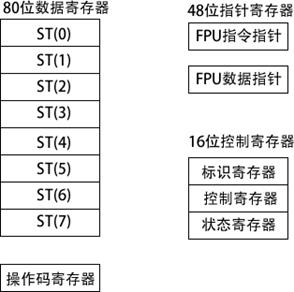 80位数据寄存器
ST(0)
ST(1)
ST(2)
ST(3)
ST(4)
ST(5)
ST(6)
ST(7)
操作码寄存器
48位指针寄存器
FPU指令指针
FPU数据指针
16位控制寄存器
标识寄存器
控制寄存器
状态寄存器